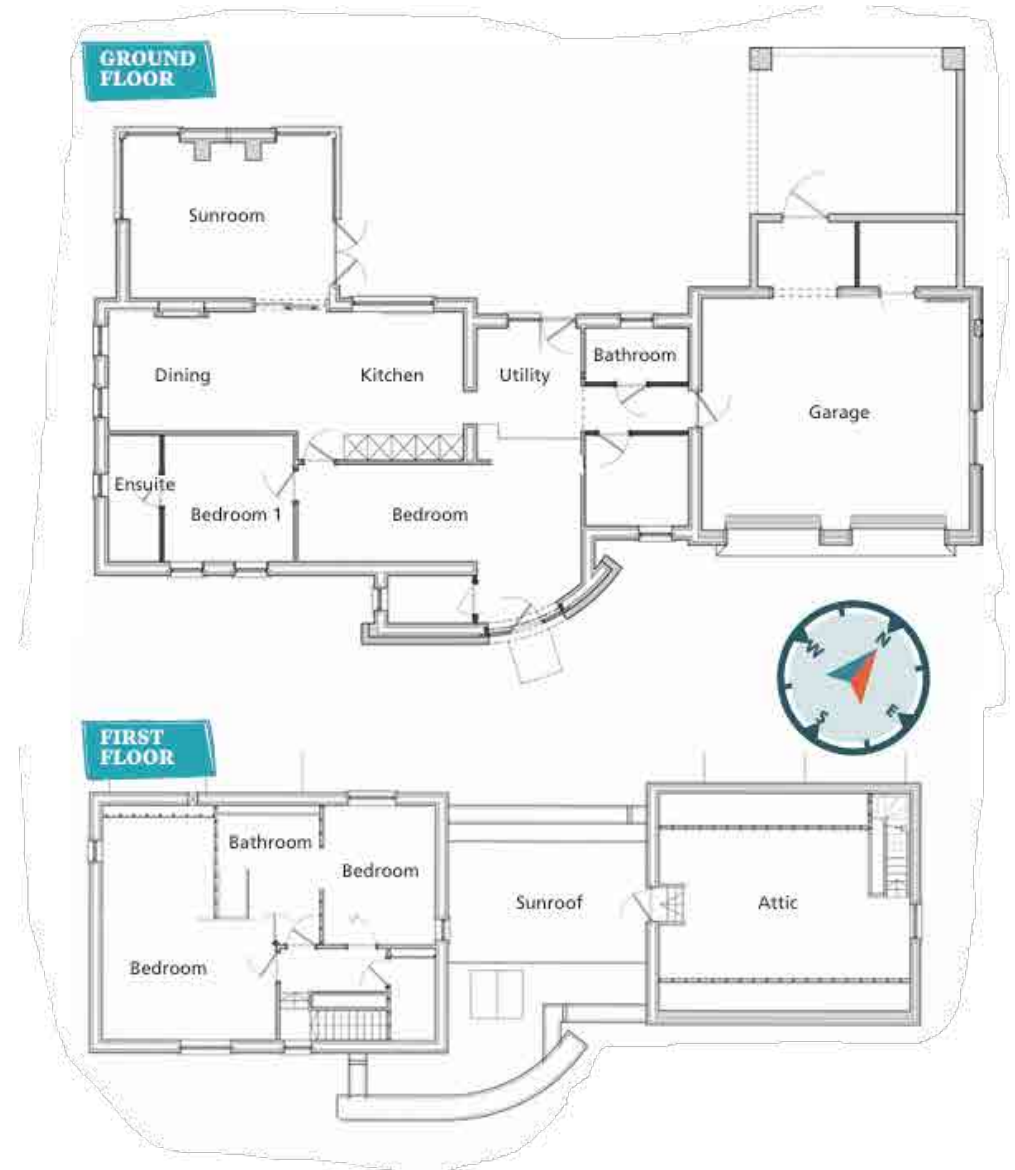 GROUND
FLOOR
Sunroom
Dining
Kitchen
Utility
Bathroom
Garage
Ensuite
Bedroom 1
Bedroom
N
W
E
S
FIRST
FLOOR
Bathroom
Bedroom
Bedroom
Sunroof
Attic